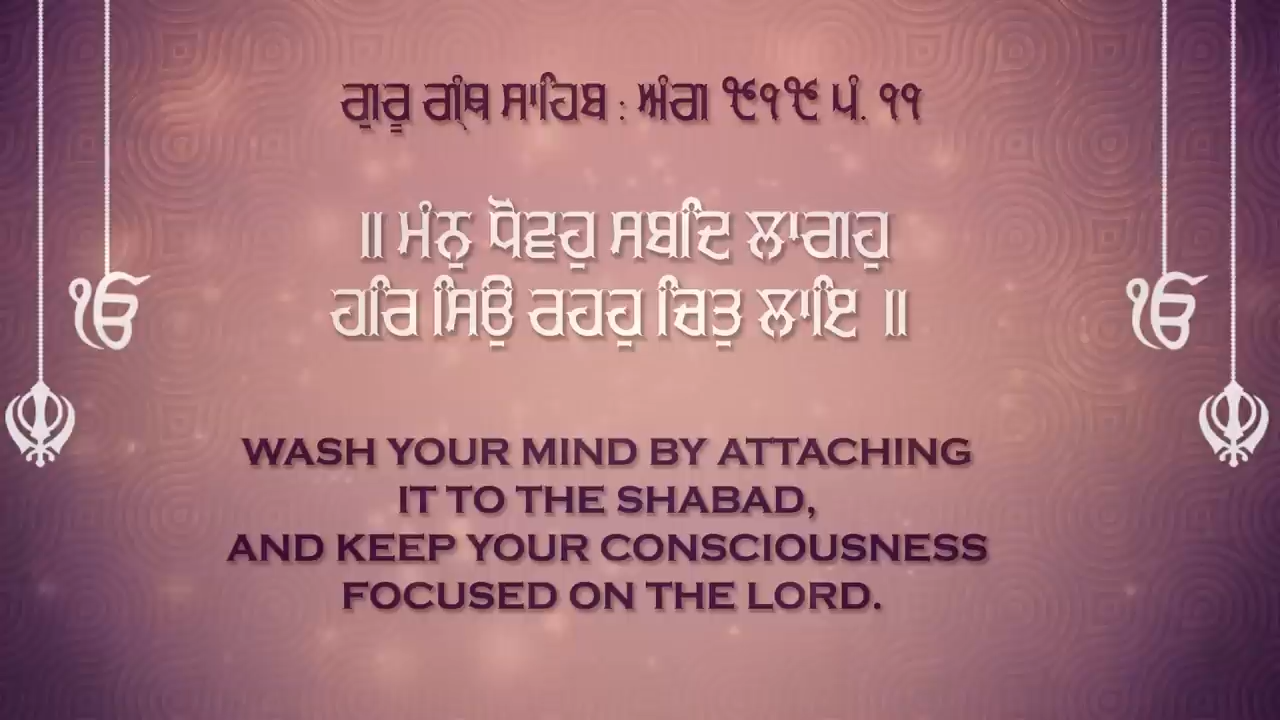 ਗੁਰੂ ਗ੍ਰੰਥ ਸਾਹਿਬ : ਅੰਗ ੯੧੯ ਪੰ. ੧੧
॥ ਮੰਨੁ ਧੋਵਹੁ ਸਬਦਿ ਲਾਗਹੁ
ਹਰਿ ਸਿਉ ਰਹਹੁ ਚਿਤੁ ਲਾਇ ॥
ੴ ੴ
WASH YOUR MIND BY ATTACHING
IT TO THE SHABAD,
AND KEEP YOUR CONSCIOUSNESS
FOCUSED ON THE LORD.